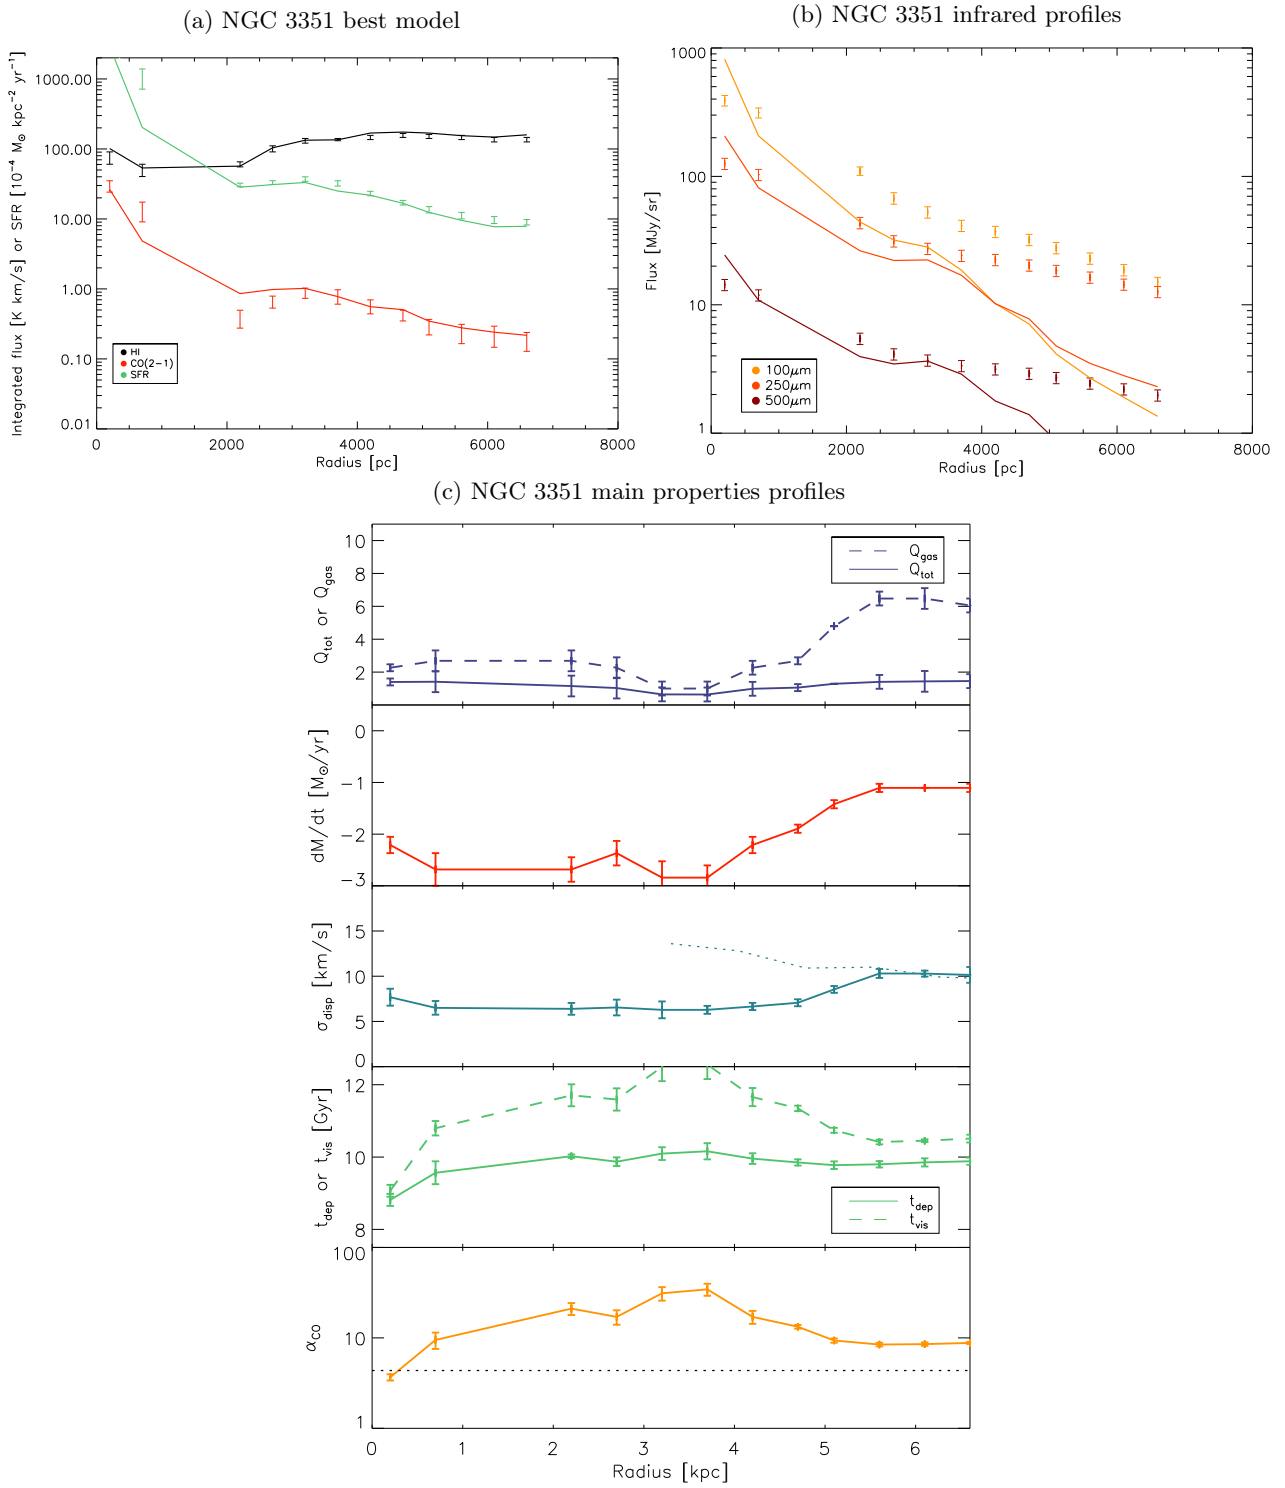 (a) NGC 3351 best model
Integrated flux [K km/s] or SFR [10⁻⁴ M⊙ kpc⁻² yr⁻¹]
1000.00
100.00
10.00
1.00
0.10
0.01
HI
CO(2-1)
SFR
0 2000 4000 6000 8000
Radius [pc]
(b) NGC 3351 infrared profiles
Flux [MJy/sr]
1000
100
10
1
100μm
250μm
500μm
0 2000 4000 6000 8000
Radius [pc]
(c) NGC 3351 main properties profiles
Q_tot or Q_gas
10
8
6
4
2
Q_gas
Q_tot
dM/dt [M⊙/yr]
0
-1
-2
-3
σ_disp [km/s]
15
10
5
0
t_dep or t_vis [Gyr]
12
10
8
t_dep
t_vis
α_CO
100
10
1
0 1 2 3 4 5 6
Radius [kpc]